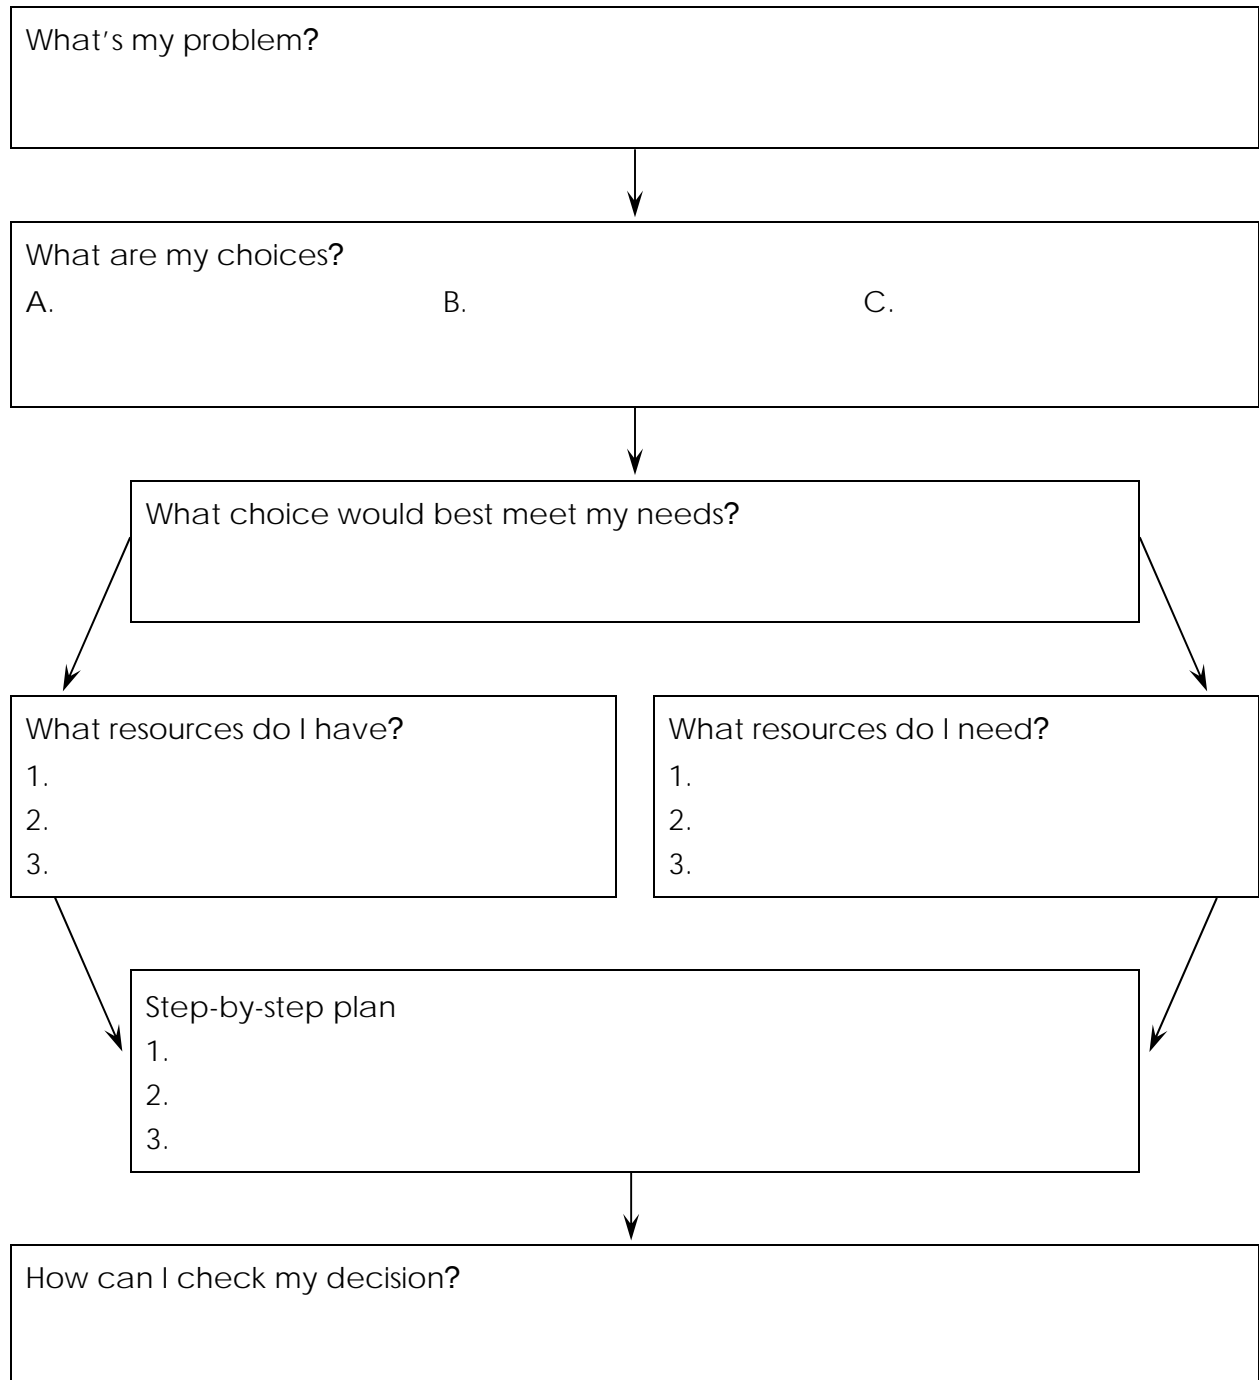 What's my problem?
What are my choices?
A. B. C.
What choice would best meet my needs?
What resources do I have?
1.
2.
3.
What resources do I need?
1.
2.
3.
Step-by-step plan
1.
2.
3.
How can I check my decision?